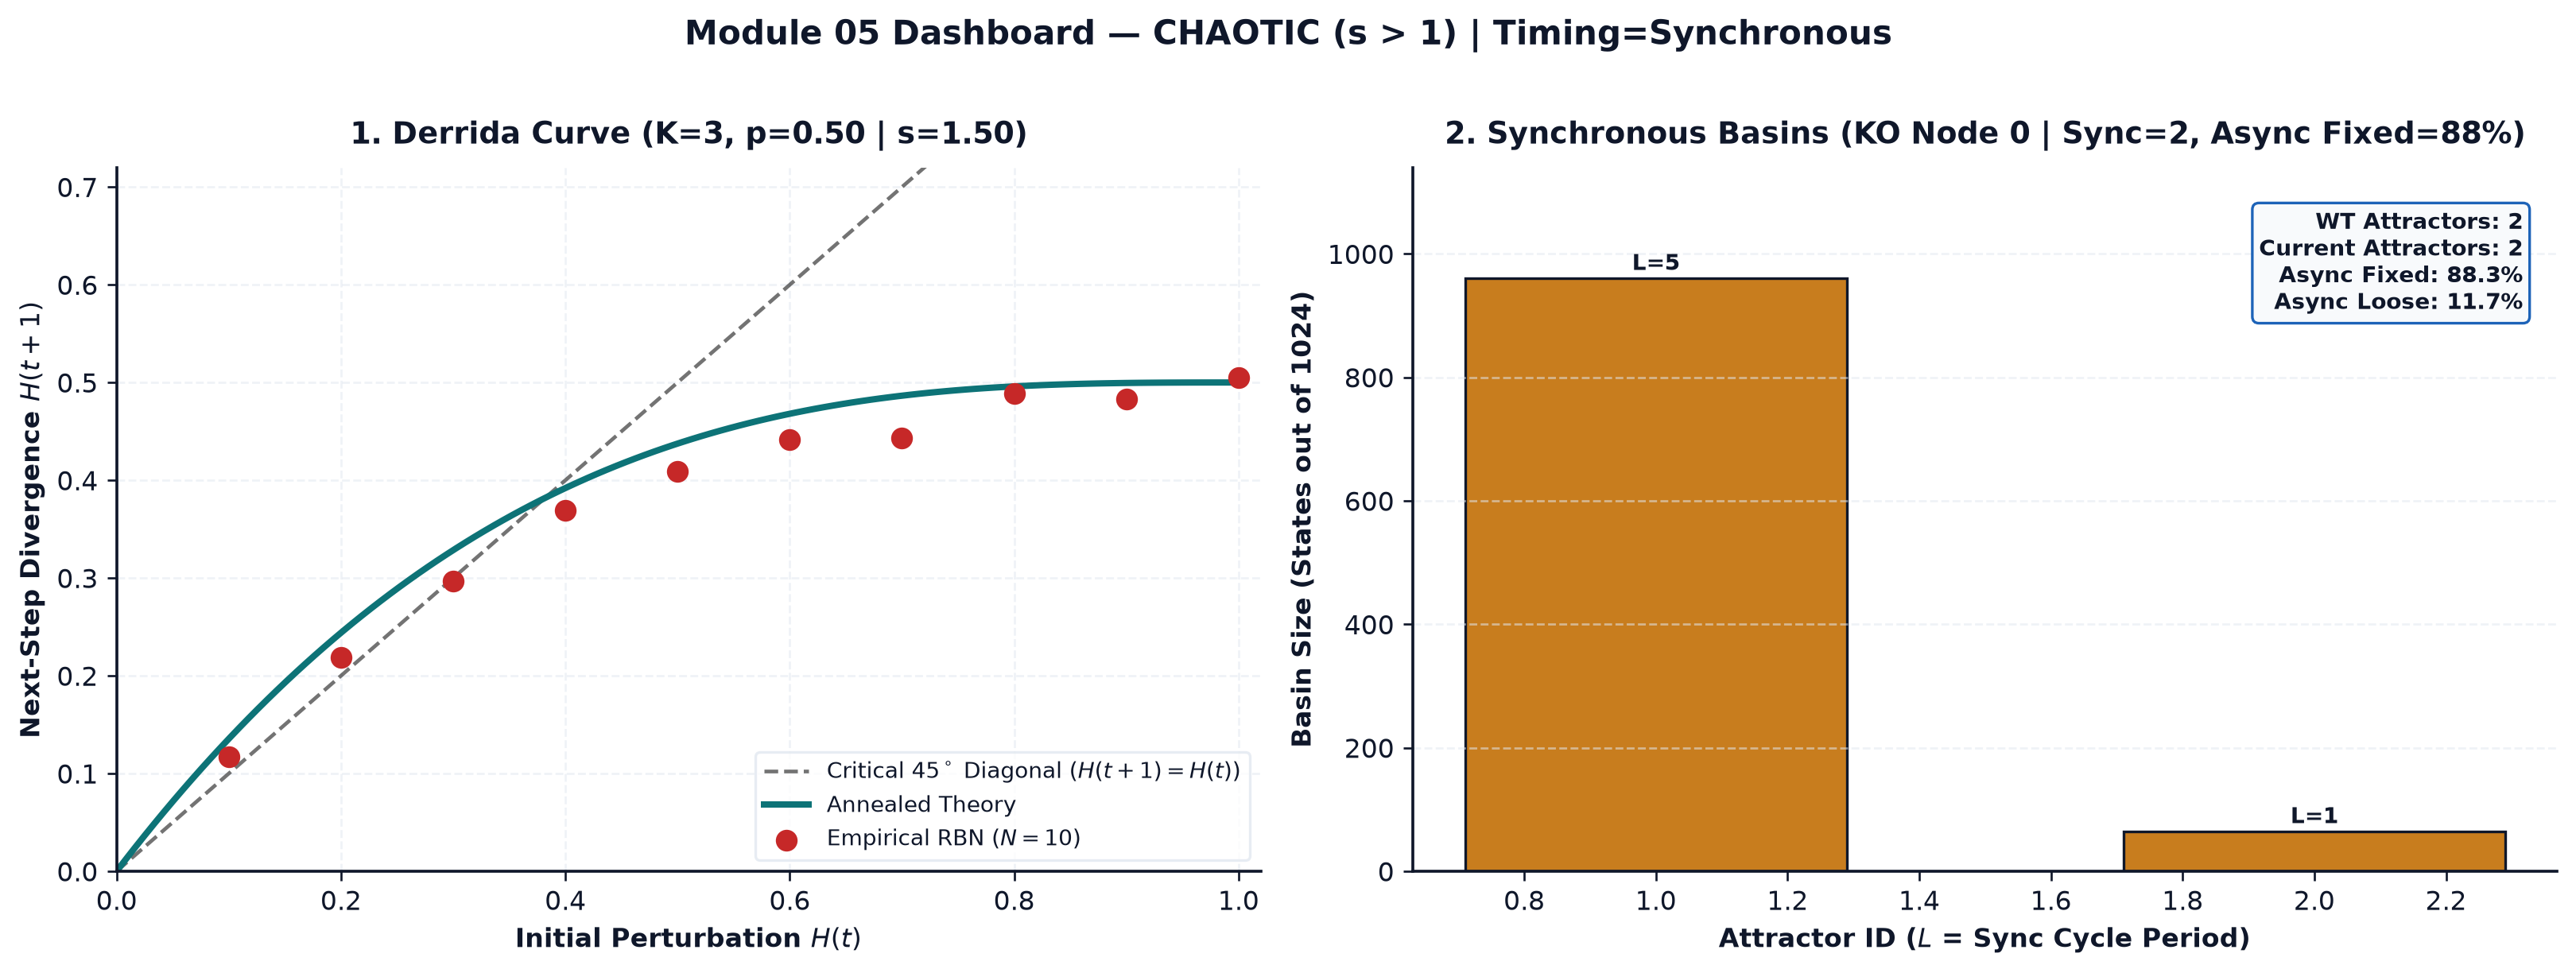 Module 05 Dashboard — CHAOTIC (s > 1) | Timing=Synchronous
1. Derrida Curve (K=3, p=0.50 | s=1.50)
Next-Step Divergence H(t + 1)
0.7
0.6
0.5
0.4
0.3
0.2
0.1
0.0
0.0 0.2 0.4 0.6 0.8 1.0
Initial Perturbation H(t)
Critical 45° Diagonal (H(t + 1) = H(t))
Annealed Theory
Empirical RBN (N = 10)
2. Synchronous Basins (KO Node 0 | Sync=2, Async Fixed=88%)
Basin Size (States out of 1024)
1000
800
600
400
200
0
L=5
L=1
WT Attractors: 2
Current Attractors: 2
Async Fixed: 88.3%
Async Loose: 11.7%
0.8 1.0 1.2 1.4 1.6 1.8 2.0 2.2
Attractor ID (L = Sync Cycle Period)